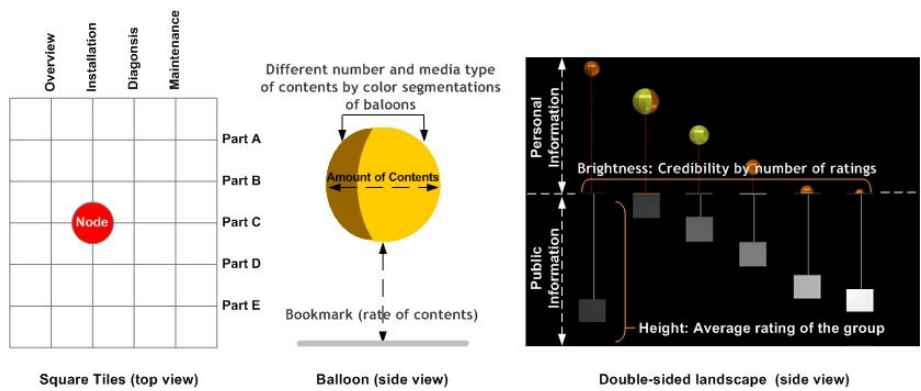 Overview
Installation
Diagonsis
Maintenance
Part A
Part B
Part C
Part D
Part E
Node
Square Tiles (top view)
Different number and media type
of contents by color segmentations
of baloons
Amount of Contents
Bookmark (rate of contents)
Balloon (side view)
Personal
Information
Brightness: Credibility by number of ratings
Public
Information
Height: Average rating of the group
Double-sided landscape (side view)